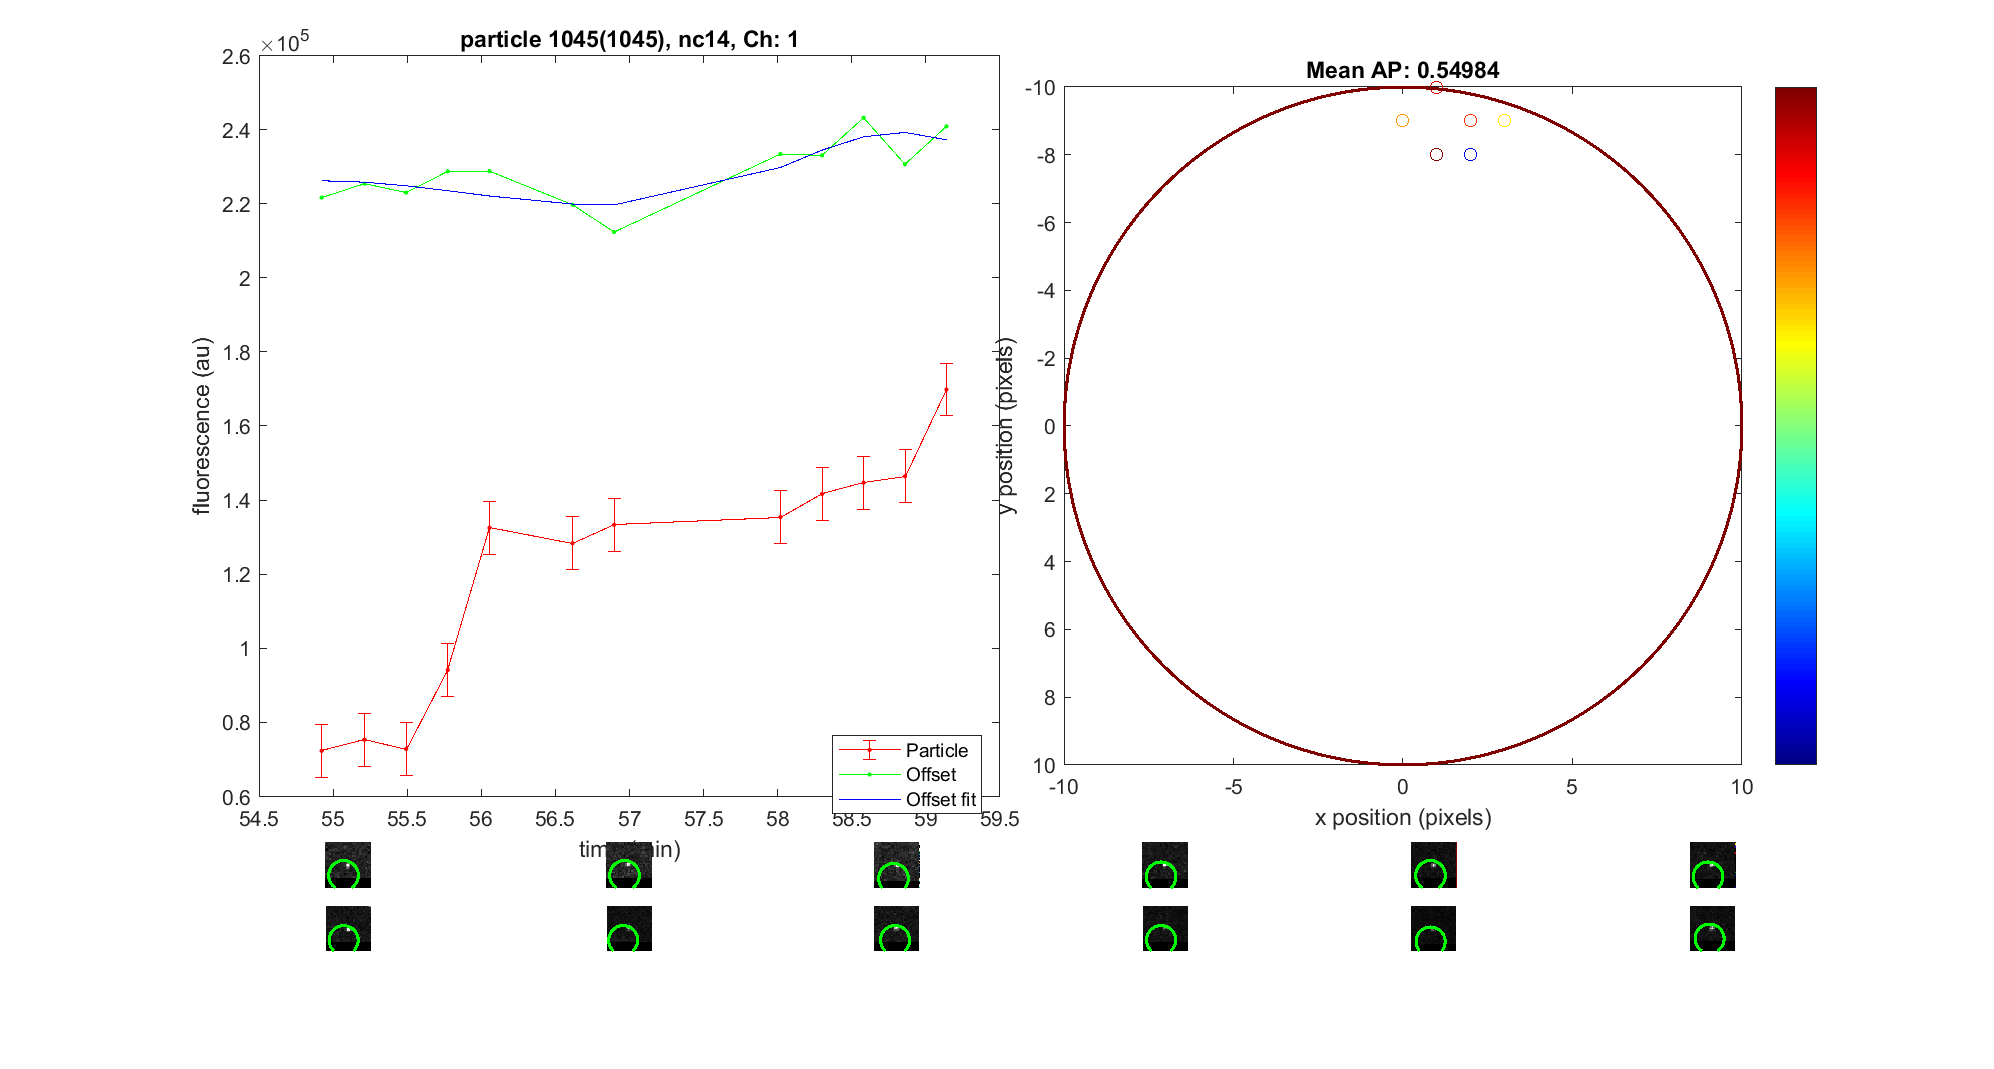 particle 1045(1045), nc14, Ch: 1
×10^5
2.6
2.4
2.2
2
1.8
1.6
1.4
1.2
1
0.8
0.6
fluorescence (au)
54.5 55 55.5 56 56.5 57 57.5 58 58.5 59 59.5
Particle
Offset
Offset fit
Mean AP: 0.54984
-10
-8
-6
-4
-2
0
2
4
6
8
10
y position (pixels)
-10 -5 0 5 10
x position (pixels)